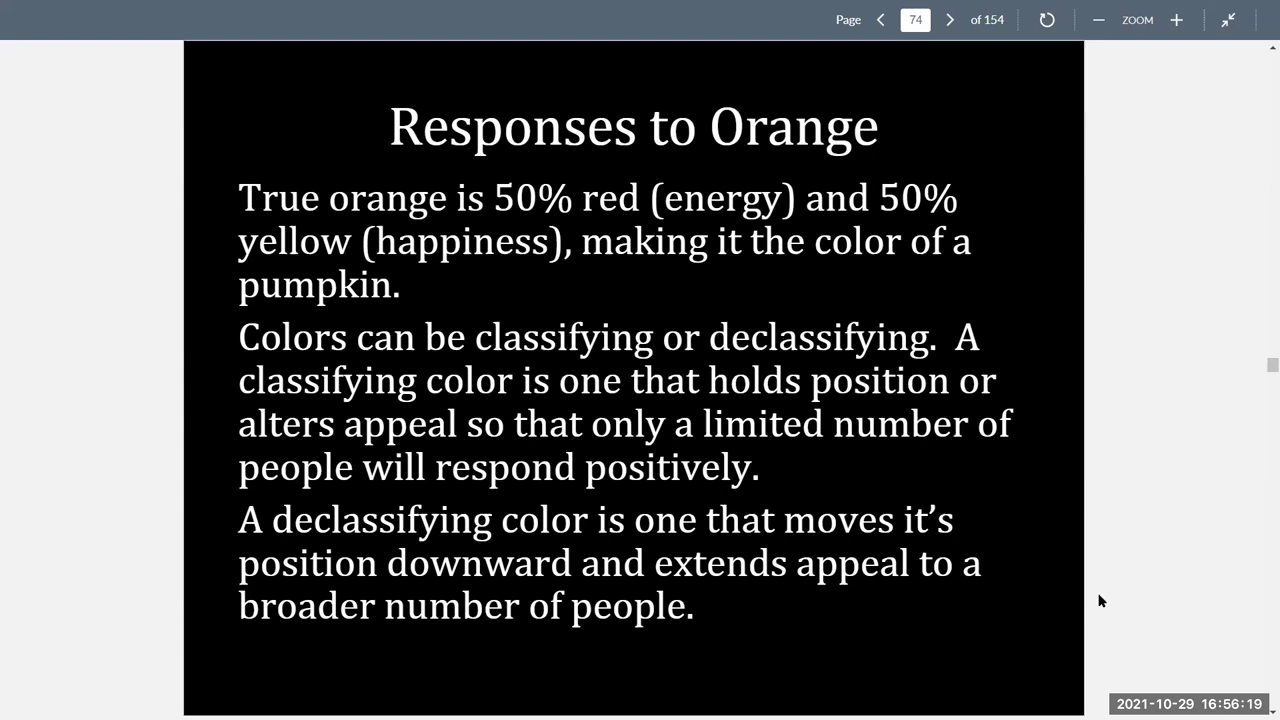 Page 74 of 154 ZOOM
Responses to Orange
True orange is 50% red (energy) and 50%
yellow (happiness), making it the color of a
pumpkin.
Colors can be classifying or declassifying.  A
classifying color is one that holds position or
alters appeal so that only a limited number of
people will respond positively.
A declassifying color is one that moves it’s
position downward and extends appeal to a
broader number of people.
2021-10-29 16:56:19